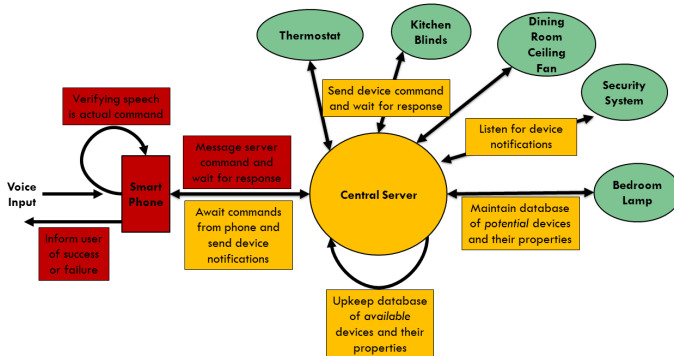 Thermostat
Kitchen
Blinds
Dining
Room
Ceiling
Fan
Security
System
Verifying speech
is actual command
Send device command
and wait for response
Listen for device
notifications
Message server
command and
wait for response
Voice
Input
Smart
Phone
Central Server
Bedroom
Lamp
Inform user
of success
or failure
Await commands
from phone and
send device
notifications
Maintain database
of potential devices
and their properties
Upkeep database
of available
devices and their
properties